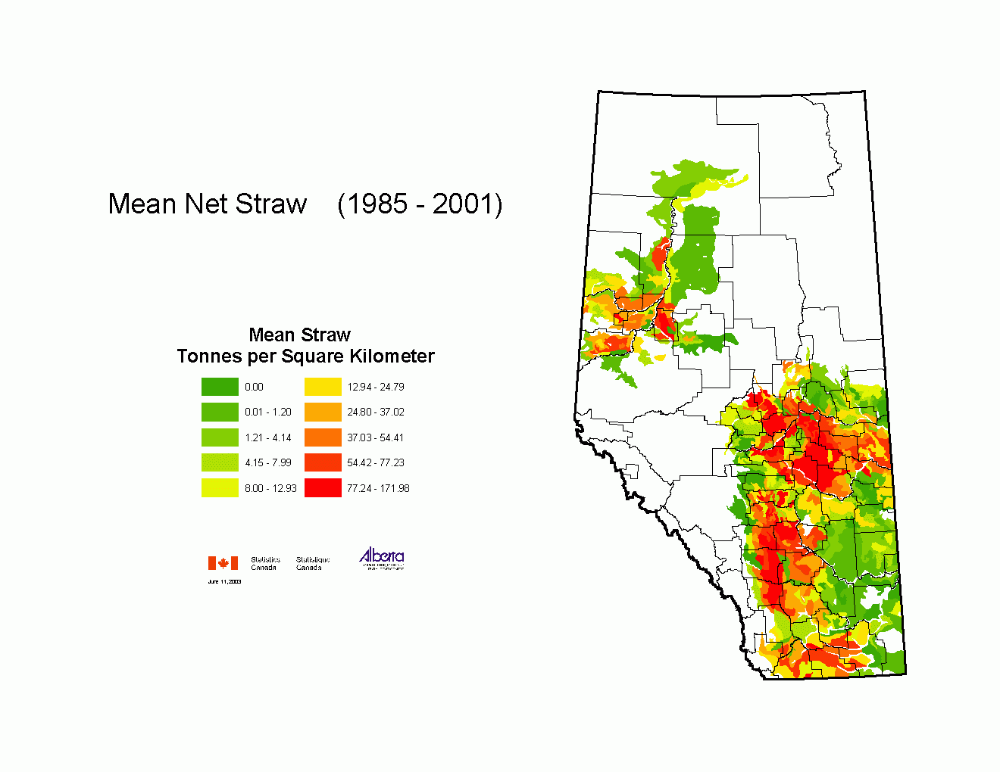 Mean Net Straw (1985 - 2001)
Mean Straw
Tonnes per Square Kilometer
0.00
0.01 - 1.20
1.21 - 4.14
4.15 - 7.99
8.00 - 12.93
12.94 - 24.79
24.80 - 37.02
37.03 - 54.41
54.42 - 77.23
77.24 - 171.98
Statistics Statistique
Canada Canada
Alberta
June 11, 2003